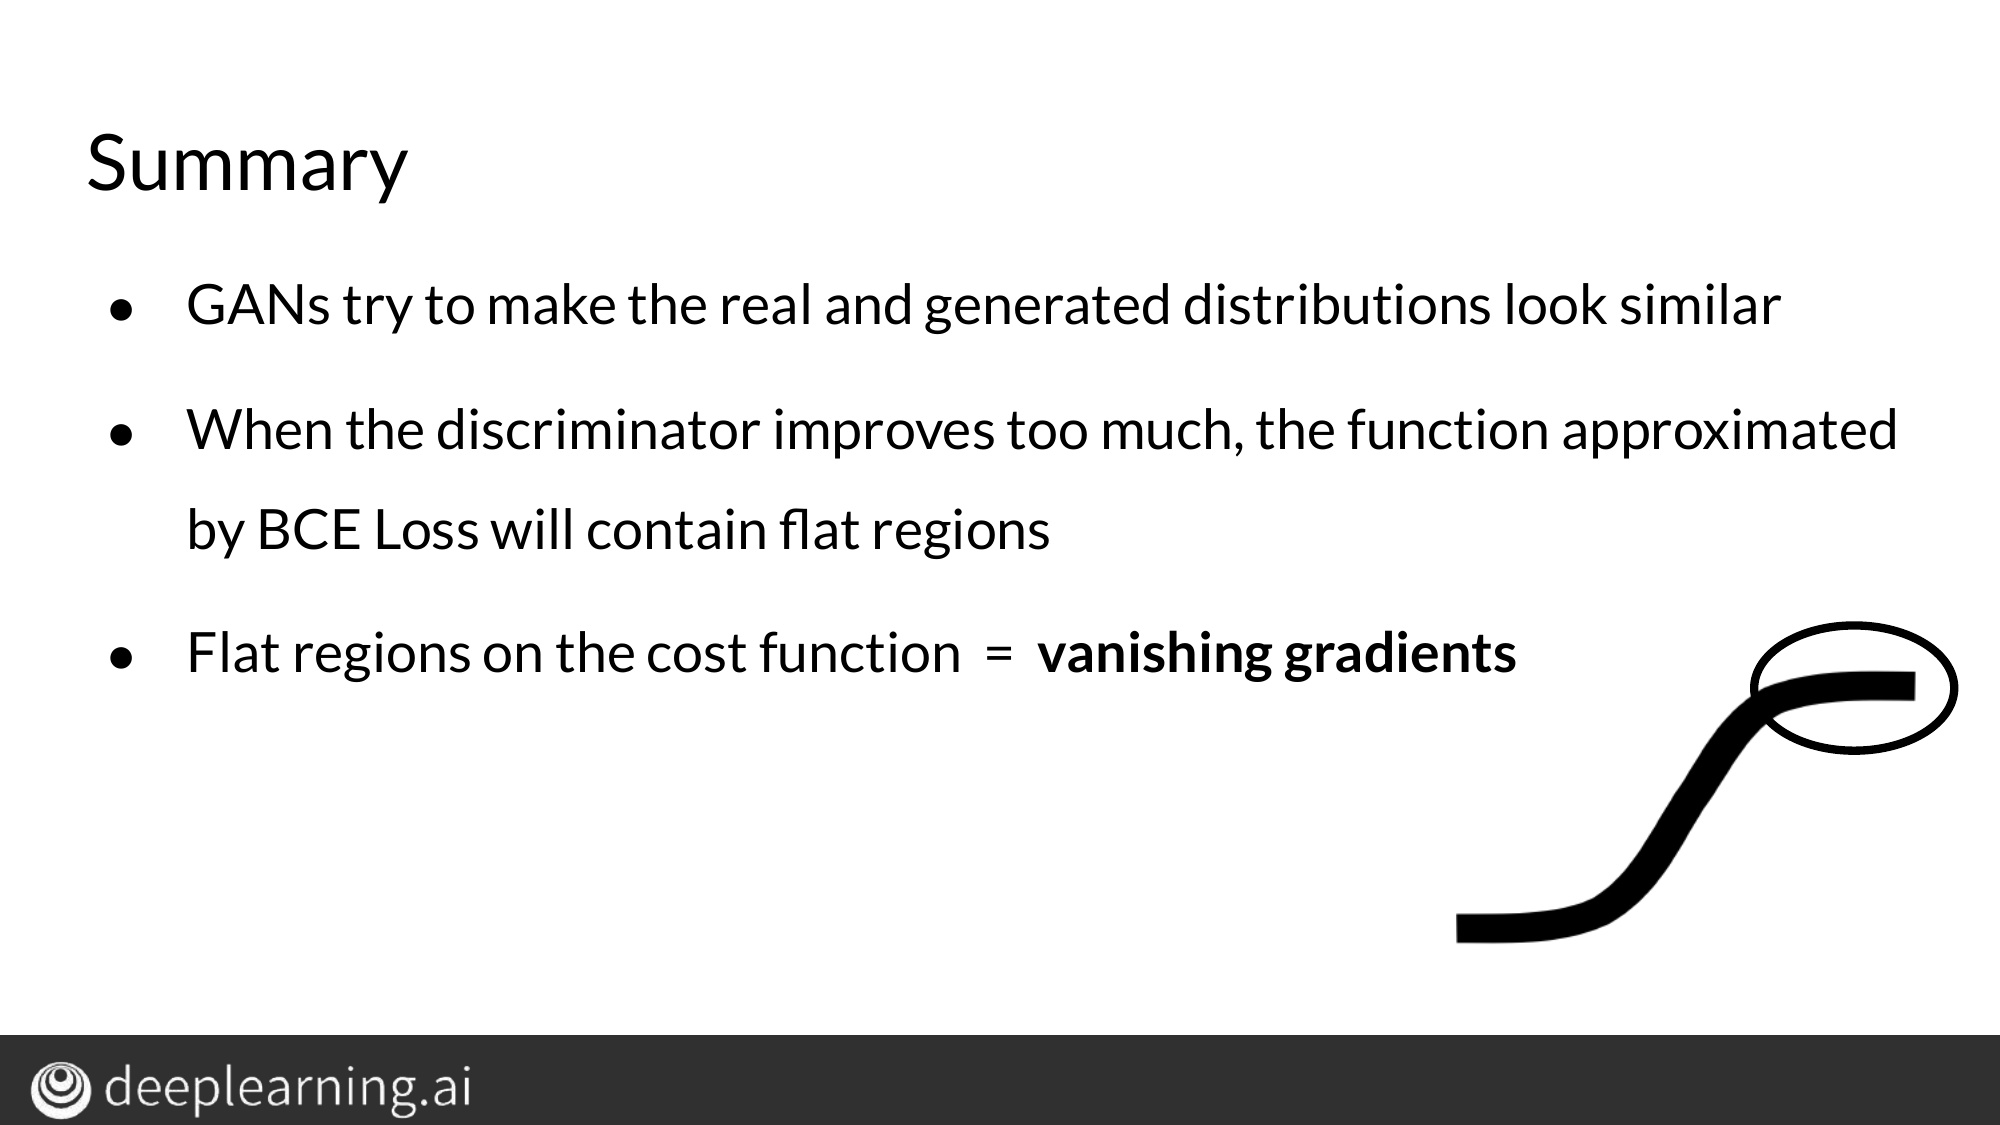 Summary
● GANs try to make the real and generated distributions look similar
● When the discriminator improves too much, the function approximated
by BCE Loss will contain flat regions
● Flat regions on the cost function = vanishing gradients
deeplearning.ai